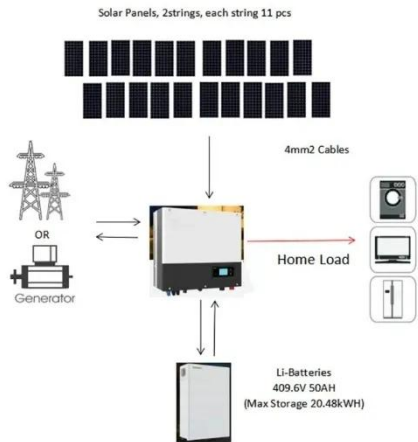 Solar Panels, 2strings, each string 11 pcs
4mm2 Cables
OR
Generator
Home Load
Li-Batteries
409.6V 50AH
(Max Storage 20.48kWH)